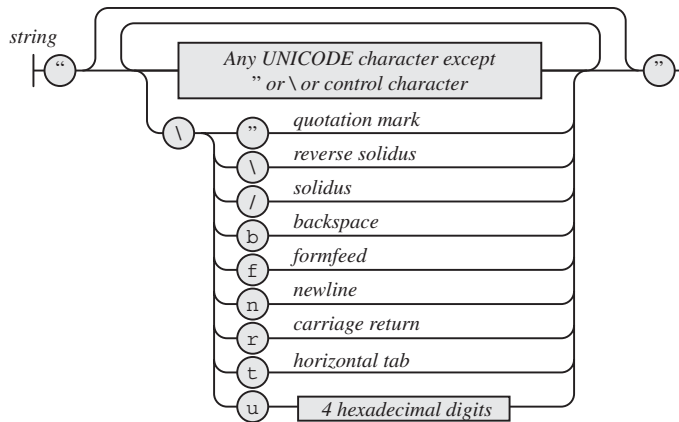 string
“
Any UNICODE character except
” or \ or control character
”
\
” quotation mark
\ reverse solidus
/ solidus
b backspace
f formfeed
n newline
r carriage return
t horizontal tab
u 4 hexadecimal digits